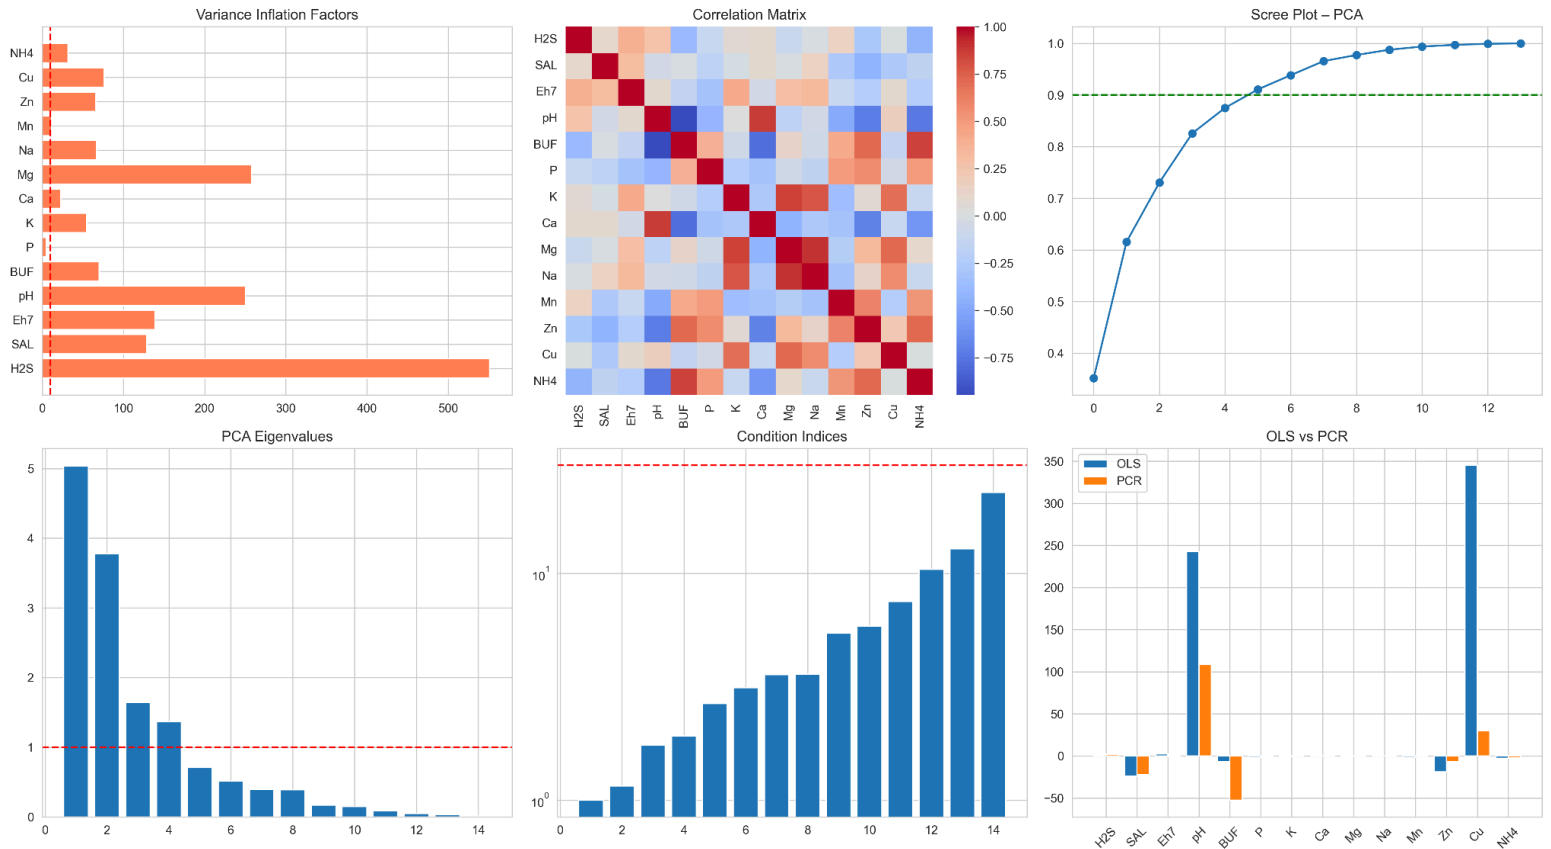 Variance Inflation Factors
NH4
Cu
Zn
Mn
Na
Mg
Ca
K
P
BUF
pH
Eh7
SAL
H2S
0 100 200 300 400 500
Correlation Matrix
H2S
SAL
Eh7
pH
BUF
P
K
Ca
Mg
Na
Mn
Zn
Cu
NH4
H2S SAL Eh7 pH BUF P K Ca Mg Na Mn Zn Cu NH4
1.00
0.75
0.50
0.25
0.00
−0.25
−0.50
−0.75
Scree Plot – PCA
1.0
0.9
0.8
0.7
0.6
0.5
0.4
0 2 4 6 8 10 12
PCA Eigenvalues
5
4
3
2
1
0
0 2 4 6 8 10 12 14
Condition Indices
10¹
10⁰
0 2 4 6 8 10 12 14
OLS vs PCR
OLS
PCR
350
300
250
200
150
100
50
0
−50
H2S SAL Eh7 pH BUF P K Ca Mg Na Mn Zn Cu NH4